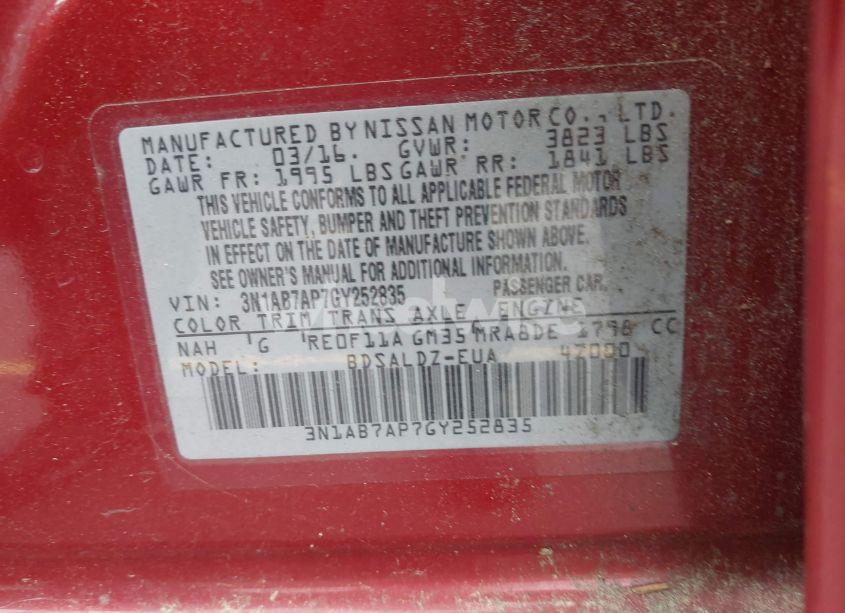 MANUFACTURED BY NISSAN MOTOR CO., LTD.
DATE: 03/16. GVWR: 3823 LBS
GAWR FR: 1995 LBS GAWR RR: 1841 LBS
THIS VEHICLE CONFORMS TO ALL APPLICABLE FEDERAL MOTOR
VEHICLE SAFETY, BUMPER AND THEFT PREVENTION STANDARDS
IN EFFECT ON THE DATE OF MANUFACTURE SHOWN ABOVE.
SEE OWNER'S MANUAL FOR ADDITIONAL INFORMATION.
VIN: 3N1AB7AP7GY252835 PASSENGER CAR.
COLOR TRIM TRANS AXLE ENGINE
NAH G RE0F11A GM35 MRA8DE 1798 CC
MODEL: BDSALDZ-EUA
3N1AB7AP7GY252835